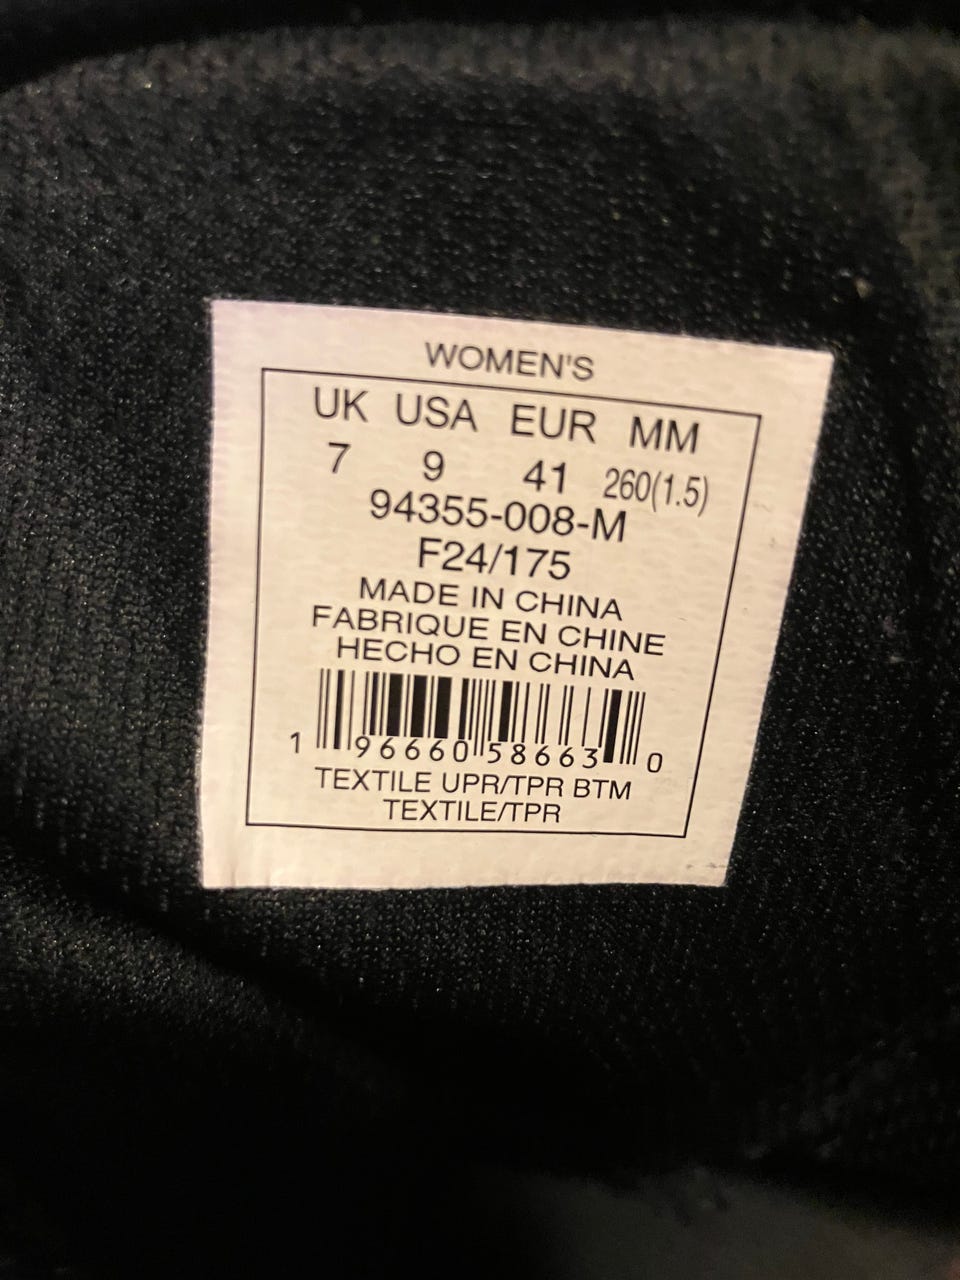 WOMEN'S
UK USA EUR MM
7 9 41 260(1.5)
94355-008-M
F24/175
MADE IN CHINA
FABRIQUE EN CHINE
HECHO EN CHINA
1 96660 58663 0
TEXTILE UPR/TPR BTM
TEXTILE/TPR